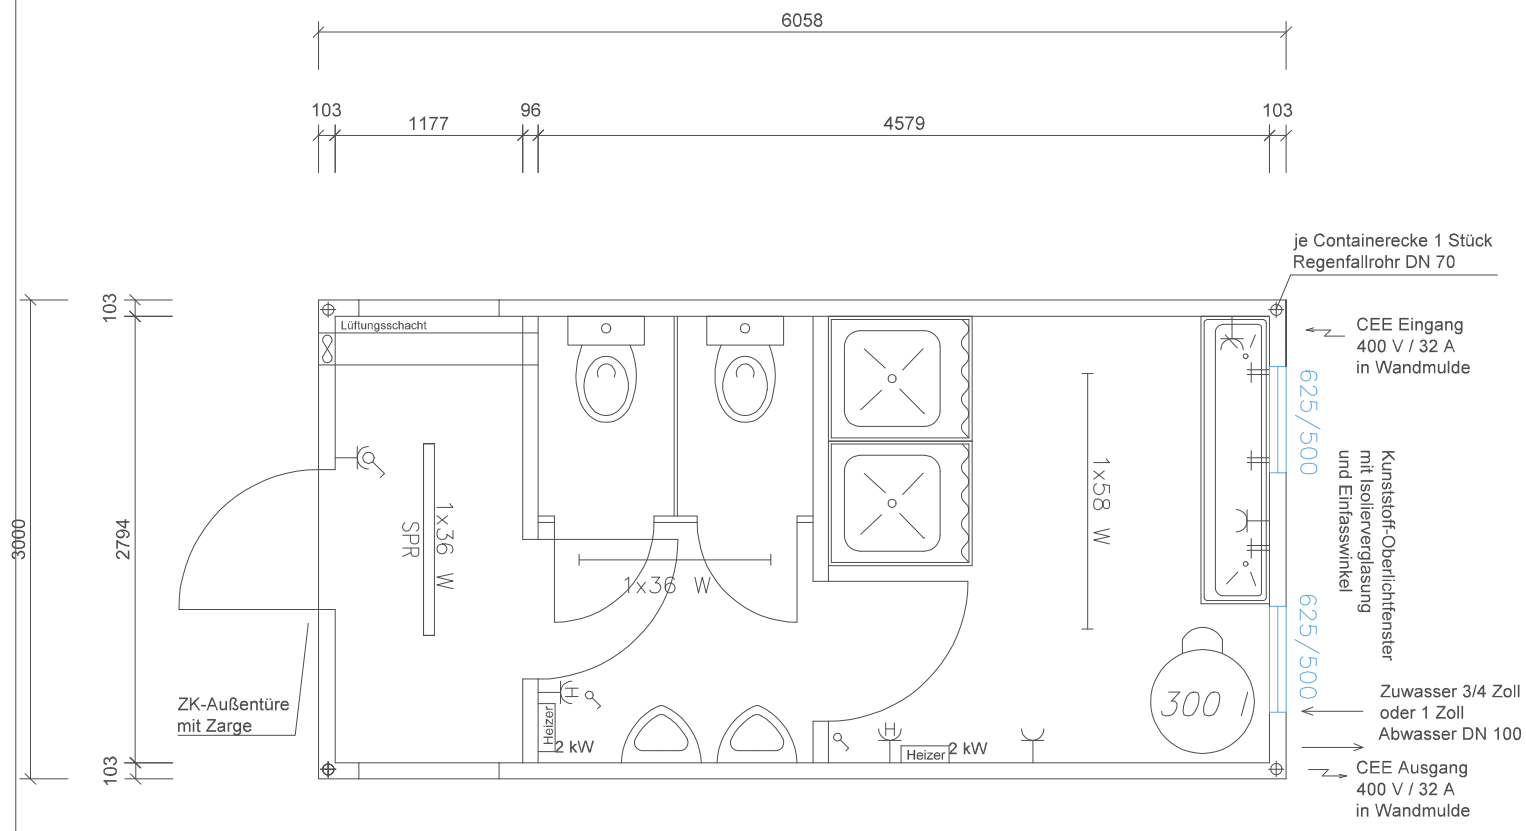 6058
103
1177
96
4579
103
je Containerecke 1 Stück
Regenfallrohr DN 70
103
2794
103
3000
Lüftungsschacht
CEE Eingang
400 V / 32 A
in Wandmulde
625/500
Kunststoff-Oberlichtfenster
mit Isolierverglasung
und Einfasswinkel
1x58 W
1x36 W
SPR
1x36 W
625/500
ZK-Außentüre
mit Zarge
H
Heizer
2 kW
H
Heizer
2 kW
300 l
Zuwasser 3/4 Zoll
oder 1 Zoll
Abwasser DN 100
CEE Ausgang
400 V / 32 A
in Wandmulde